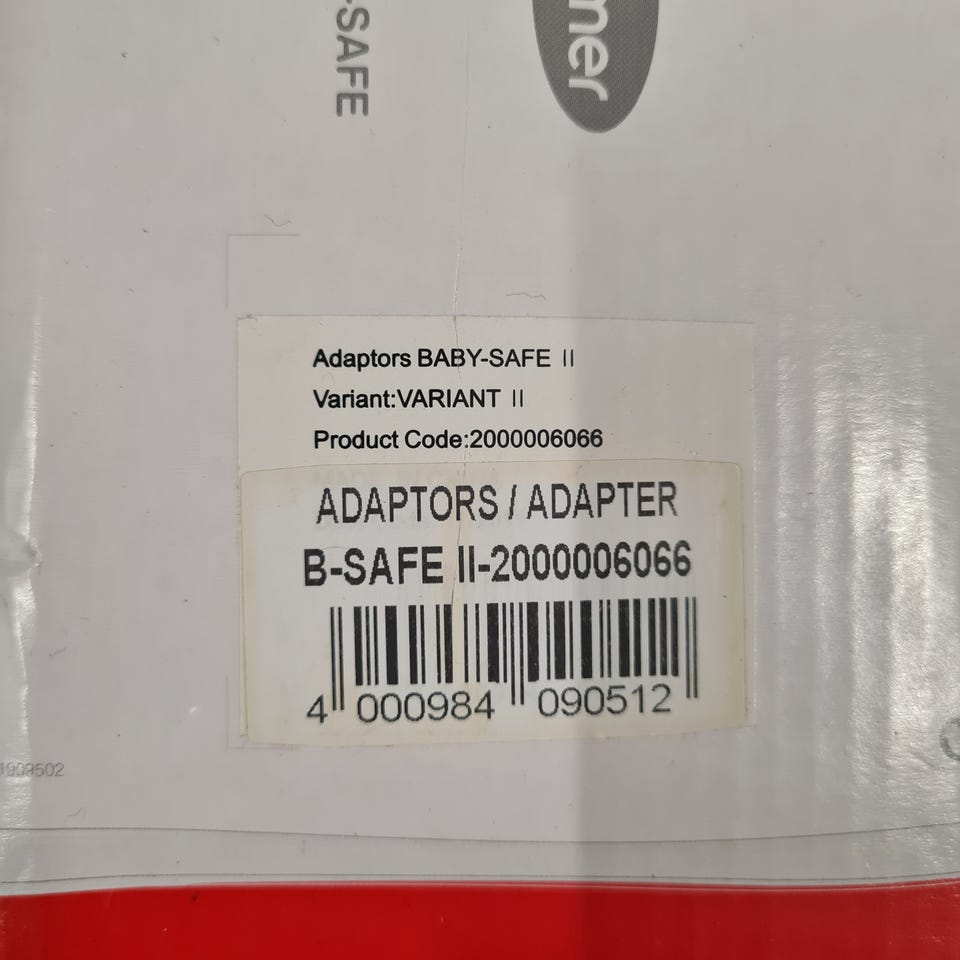 -SAFE
mer
Adaptors BABY-SAFE II
Variant:VARIANT II
Product Code:2000006066
ADAPTORS / ADAPTER
B-SAFE II-2000006066
4 000984 090512
1909502